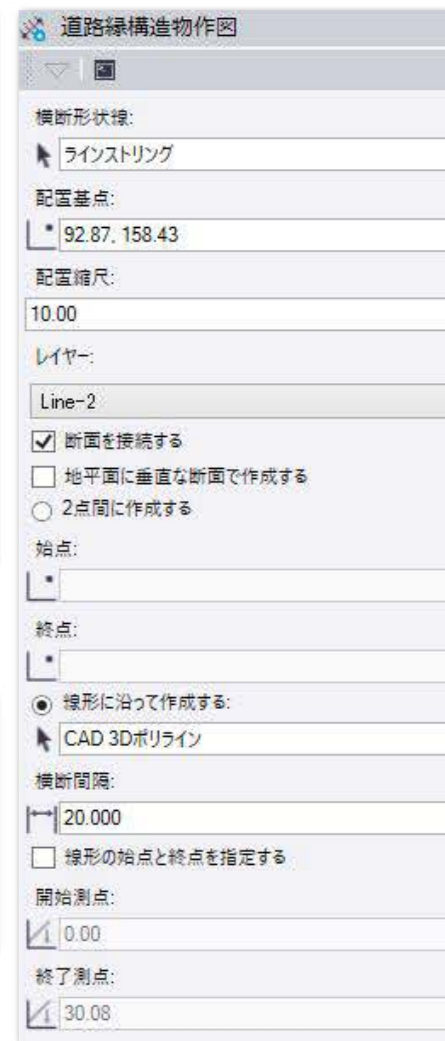 道路縁構造物作図
横断形状線:
ラインストリング
配置基点:
92.87, 158.43
配置縮尺:
10.00
レイヤー:
Line-2
断面を接続する
地平面に垂直な断面で作成する
2点間に作成する
始点:
終点:
線形に沿って作成する:
CAD 3Dポリライン
横断間隔:
20.000
線形の始点と終点を指定する
開始測点:
0.00
終了測点:
30.08